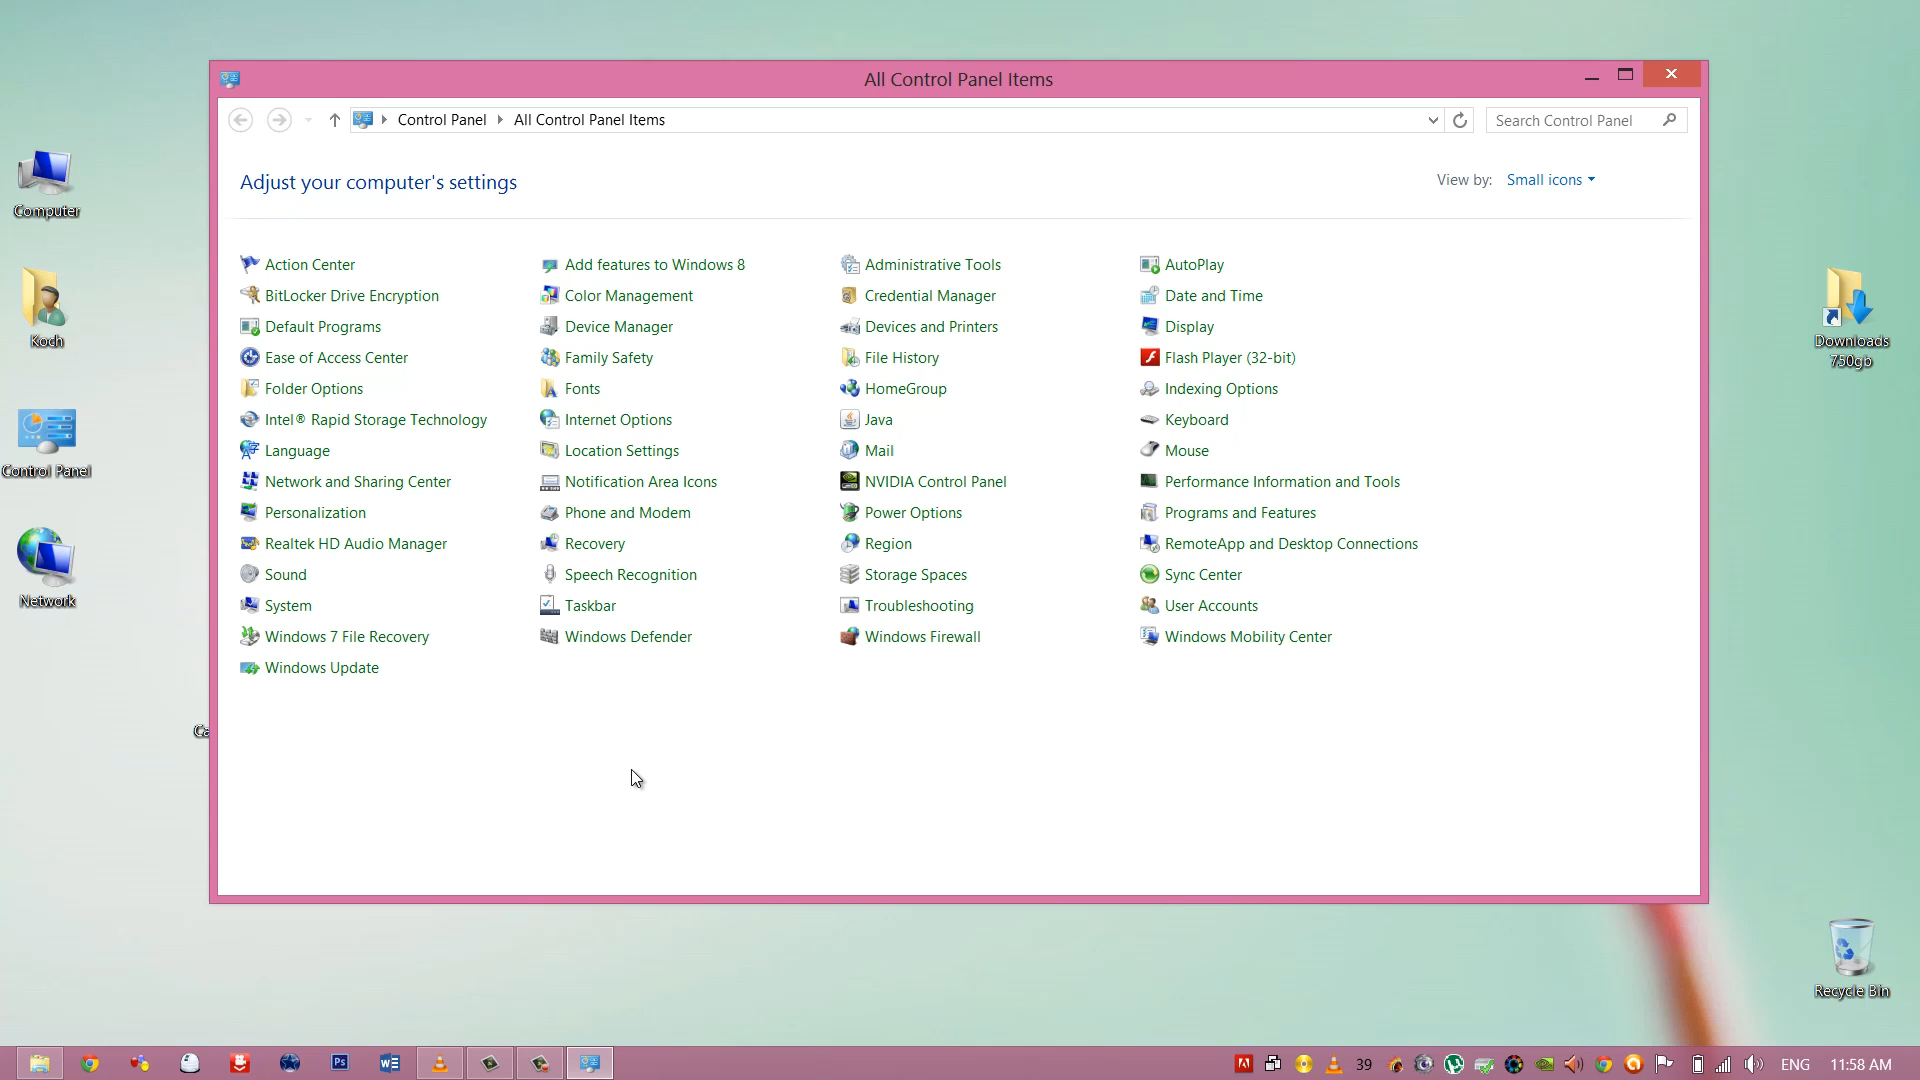 All Control Panel Items
Control Panel All Control Panel Items
Search Control Panel
Adjust your computer's settings
View by: Small icons
Action Center
Add features to Windows 8
Administrative Tools
AutoPlay
BitLocker Drive Encryption
Color Management
Credential Manager
Date and Time
Default Programs
Device Manager
Devices and Printers
Display
Ease of Access Center
Family Safety
File History
Flash Player (32-bit)
Folder Options
Fonts
HomeGroup
Indexing Options
Intel® Rapid Storage Technology
Internet Options
Java
Keyboard
Language
Location Settings
Mail
Mouse
Network and Sharing Center
Notification Area Icons
NVIDIA Control Panel
Performance Information and Tools
Personalization
Phone and Modem
Power Options
Programs and Features
Realtek HD Audio Manager
Recovery
Region
RemoteApp and Desktop Connections
Sound
Speech Recognition
Storage Spaces
Sync Center
System
Taskbar
Troubleshooting
User Accounts
Windows 7 File Recovery
Windows Defender
Windows Firewall
Windows Mobility Center
Windows Update
Computer
Koch
Control Panel
Network
Ca
Downloads
750gb
Recycle Bin
Ps
39
ENG
11:58 AM